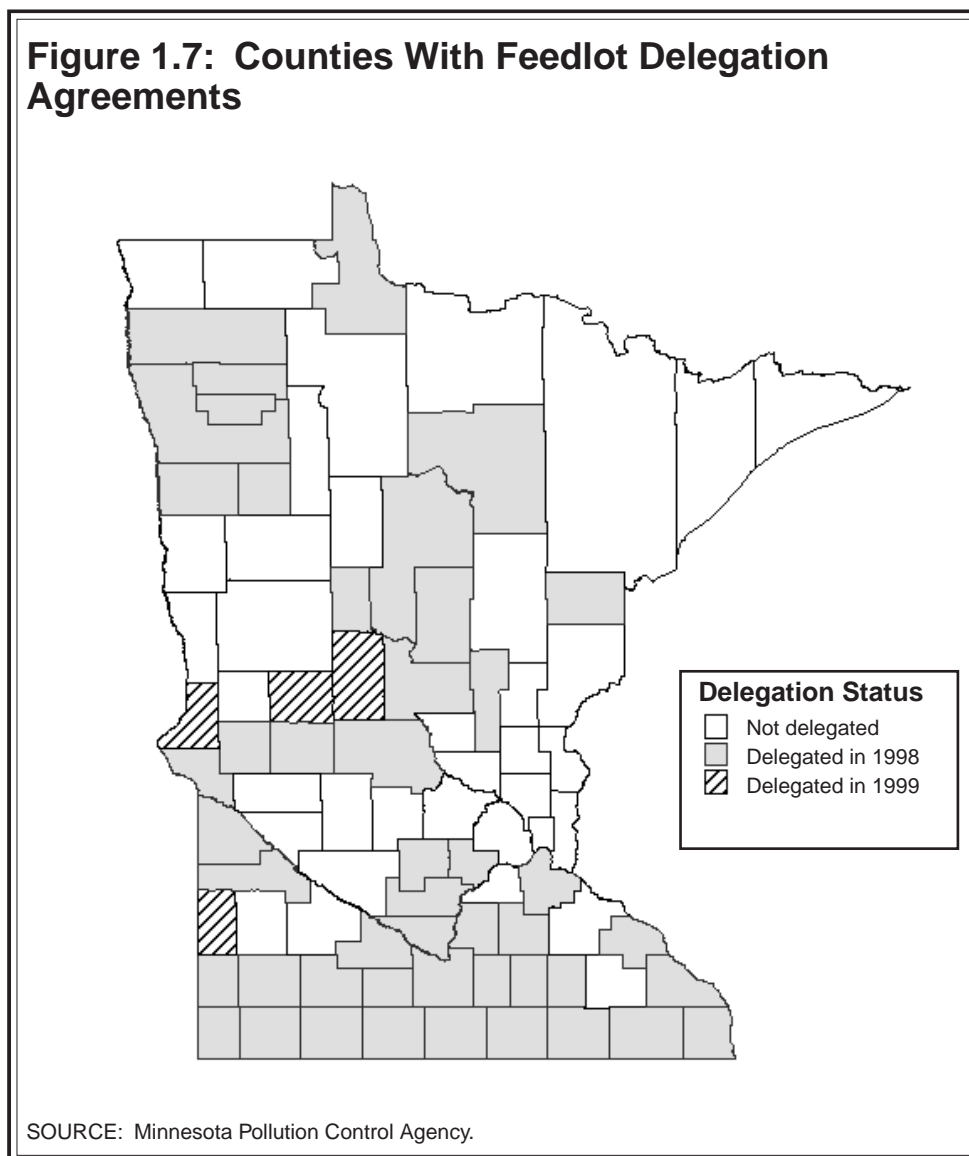 Figure 1.7: Counties With Feedlot Delegation
Agreements
Delegation Status
Not delegated
Delegated in 1998
Delegated in 1999
SOURCE: Minnesota Pollution Control Agency.